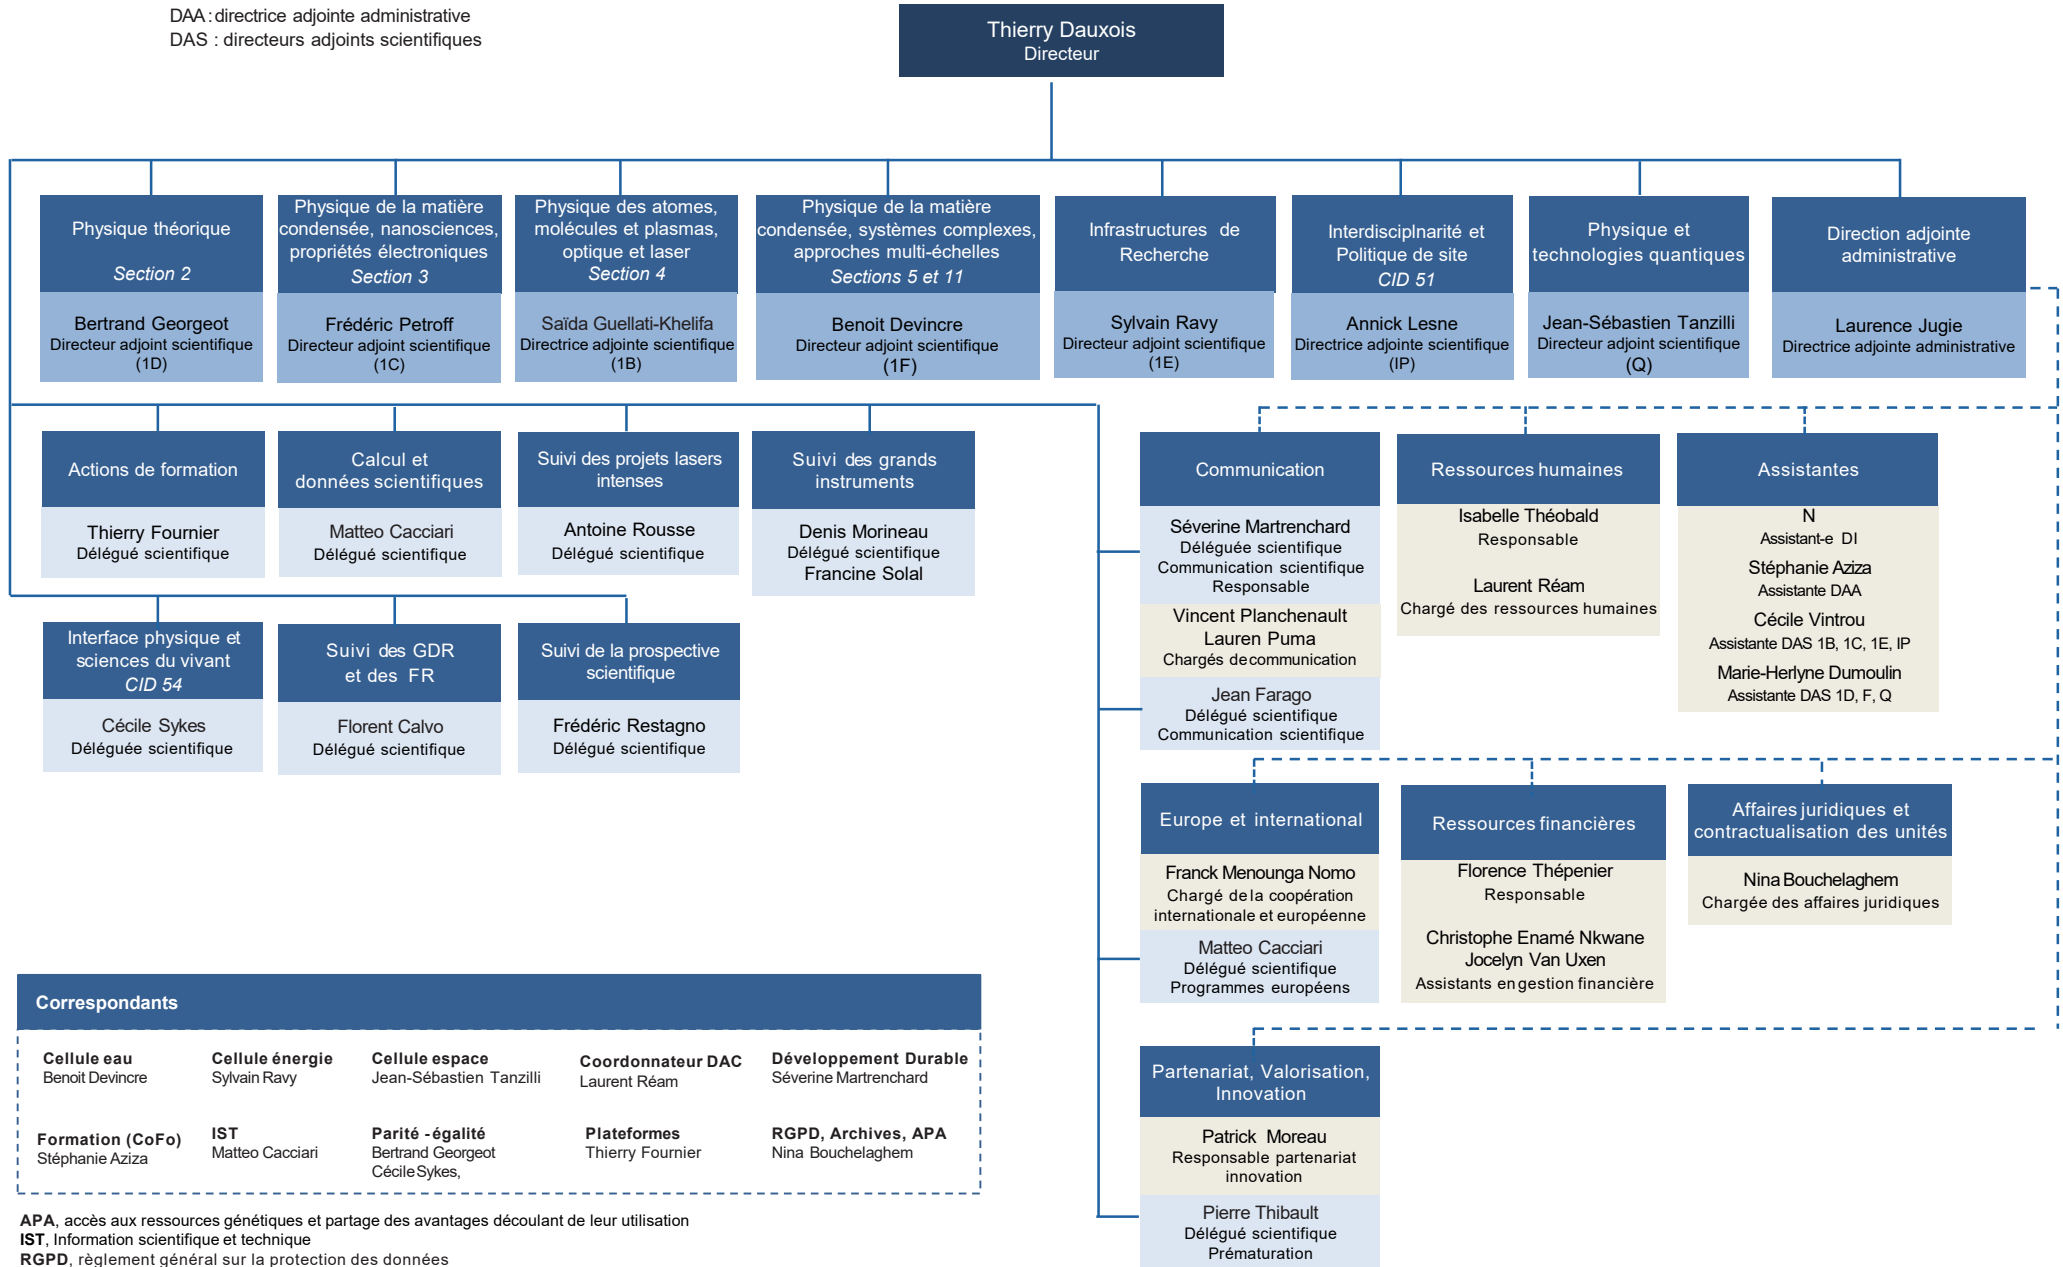 DAA : directrice adjointe administrative
DAS : directeurs adjoints scientifiques
Thierry Dauxois
Directeur
Physique théorique
Section 2
Bertrand Georgeot
Directeur adjoint scientifique
(1D)
Physique de la matière
condensée, nanosciences,
propriétés électroniques
Section 3
Frédéric Petroff
Directeur adjoint scientifique
(1C)
Physique des atomes,
molécules et plasmas,
optique et laser
Section 4
Saïda Guellati-Khelifa
Directrice adjointe scientifique
(1B)
Physique de la matière
condensée, systèmes complexes,
approches multi-échelles
Sections 5 et 11
Benoit Devincre
Directeur adjoint scientifique
(1F)
Infrastructures de
Recherche
Sylvain Ravy
Directeur adjoint scientifique
(1E)
Interdisciplnarité et
Politique de site
CID 51
Annick Lesne
Directrice adjointe scientifique
(IP)
Physique et
technologies quantiques
Jean-Sébastien Tanzilli
Directeur adjoint scientifique
(Q)
Direction adjointe
administrative
Laurence Jugie
Directrice adjointe administrative
Actions de formation
Thierry Fournier
Délégué scientifique
Calcul et
données scientifiques
Matteo Cacciari
Délégué scientifique
Suivi des projets lasers
intenses
Antoine Rousse
Délégué scientifique
Suivi des grands
instruments
Denis Morineau
Délégué scientifique
Francine Solal
Interface physique et
sciences du vivant
CID 54
Cécile Sykes
Déléguée scientifique
Suivi des GDR
et des FR
Florent Calvo
Délégué scientifique
Suivi de la prospective
scientifique
Frédéric Restagno
Délégué scientifique
Communication
Séverine Martrenchard
Déléguée scientifique
Communication scientifique
Responsable
Vincent Planchenault
Lauren Puma
Chargés de communication
Jean Farago
Délégué scientifique
Communication scientifique
Ressources humaines
Isabelle Théobald
Responsable
Laurent Réam
Chargé des ressources humaines
Assistantes
N
Assistant-e DI
Stéphanie Aziza
Assistante DAA
Cécile Vintrou
Assistante DAS 1B, 1C, 1E, IP
Marie-Herlyne Dumoulin
Assistante DAS 1D, F, Q
Europe et international
Franck Menounga Nomo
Chargé de la coopération
internationale et européenne
Matteo Cacciari
Délégué scientifique
Programmes européens
Ressources financières
Florence Thépenier
Responsable
Christophe Enamé Nkwane
Jocelyn Van Uxen
Assistants en gestion financière
Affaires juridiques et
contractualisation des unités
Nina Bouchelaghem
Chargée des affaires juridiques
Partenariat, Valorisation,
Innovation
Patrick Moreau
Responsable partenariat
innovation
Pierre Thibault
Délégué scientifique
Prématuration
Correspondants
Cellule eau
Benoit Devincre
Cellule énergie
Sylvain Ravy
Cellule espace
Jean-Sébastien Tanzilli
Coordonnateur DAC
Laurent Réam
Développement Durable
Séverine Martrenchard
Formation (CoFo)
Stéphanie Aziza
IST
Matteo Cacciari
Parité - égalité
Bertrand Georgeot
Cécile Sykes,
Plateformes
Thierry Fournier
RGPD, Archives, APA
Nina Bouchelaghem
APA, accès aux ressources génétiques et partage des avantages découlant de leur utilisation
IST, Information scientifique et technique
RGPD, règlement général sur la protection des données